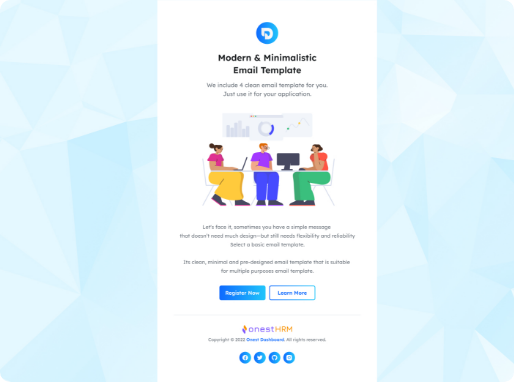 Modern & Minimalistic
Email Template
We include 4 clean email template for you.
Just use it for your application.
Let's face it, sometimes you have a simple message
that doesn't need much design—but still needs flexibility and reliability
Select a basic email template.
Its clean, minimal and pre-designed email template that is suitable
for multiple purposes email template.
Register Now
Learn More
onestHRM
Copyright © 2022 Onest Dashboard. All rights reserved.